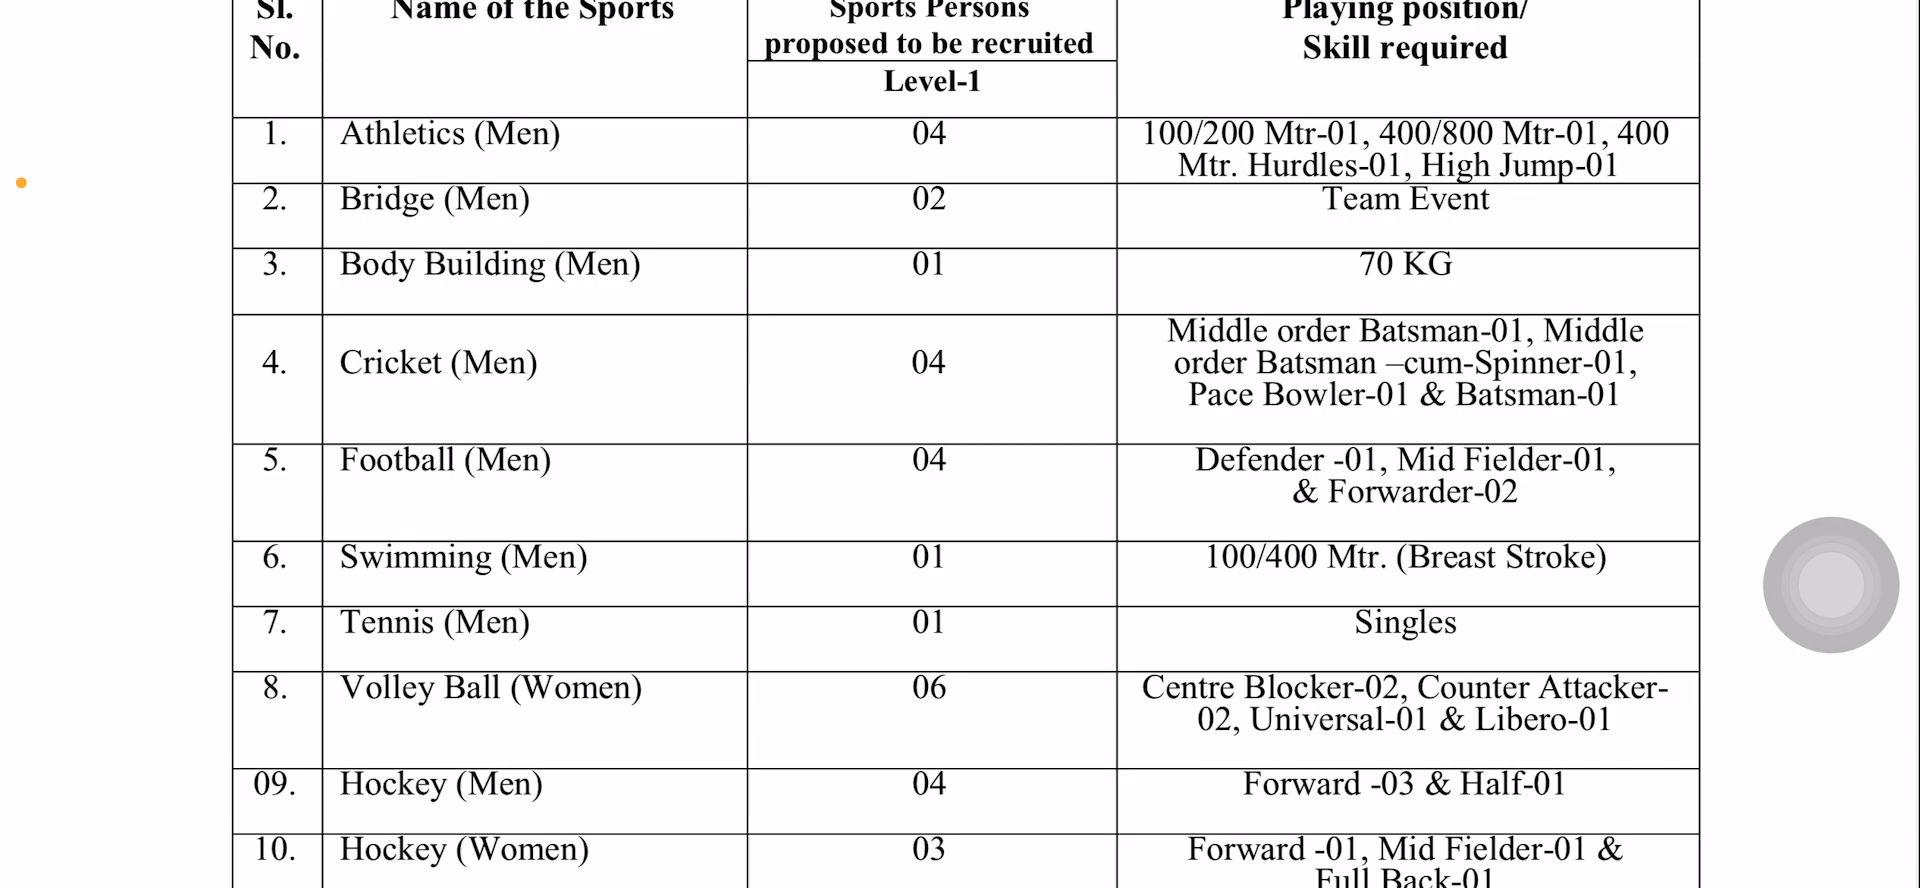 Sl. Name of the Sports Sports Persons Playing position/
No. proposed to be recruited Skill required
Level-1
1. Athletics (Men) 04 100/200 Mtr-01, 400/800 Mtr-01, 400
Mtr. Hurdles-01, High Jump-01
2. Bridge (Men) 02 Team Event
3. Body Building (Men) 01 70 KG
Middle order Batsman-01, Middle
4. Cricket (Men) 04 order Batsman –cum-Spinner-01,
Pace Bowler-01 & Batsman-01
5. Football (Men) 04 Defender -01, Mid Fielder-01,
& Forwarder-02
6. Swimming (Men) 01 100/400 Mtr. (Breast Stroke)
7. Tennis (Men) 01 Singles
8. Volley Ball (Women) 06 Centre Blocker-02, Counter Attacker-
02, Universal-01 & Libero-01
09. Hockey (Men) 04 Forward -03 & Half-01
10. Hockey (Women) 03 Forward -01, Mid Fielder-01 &
Full Back-01